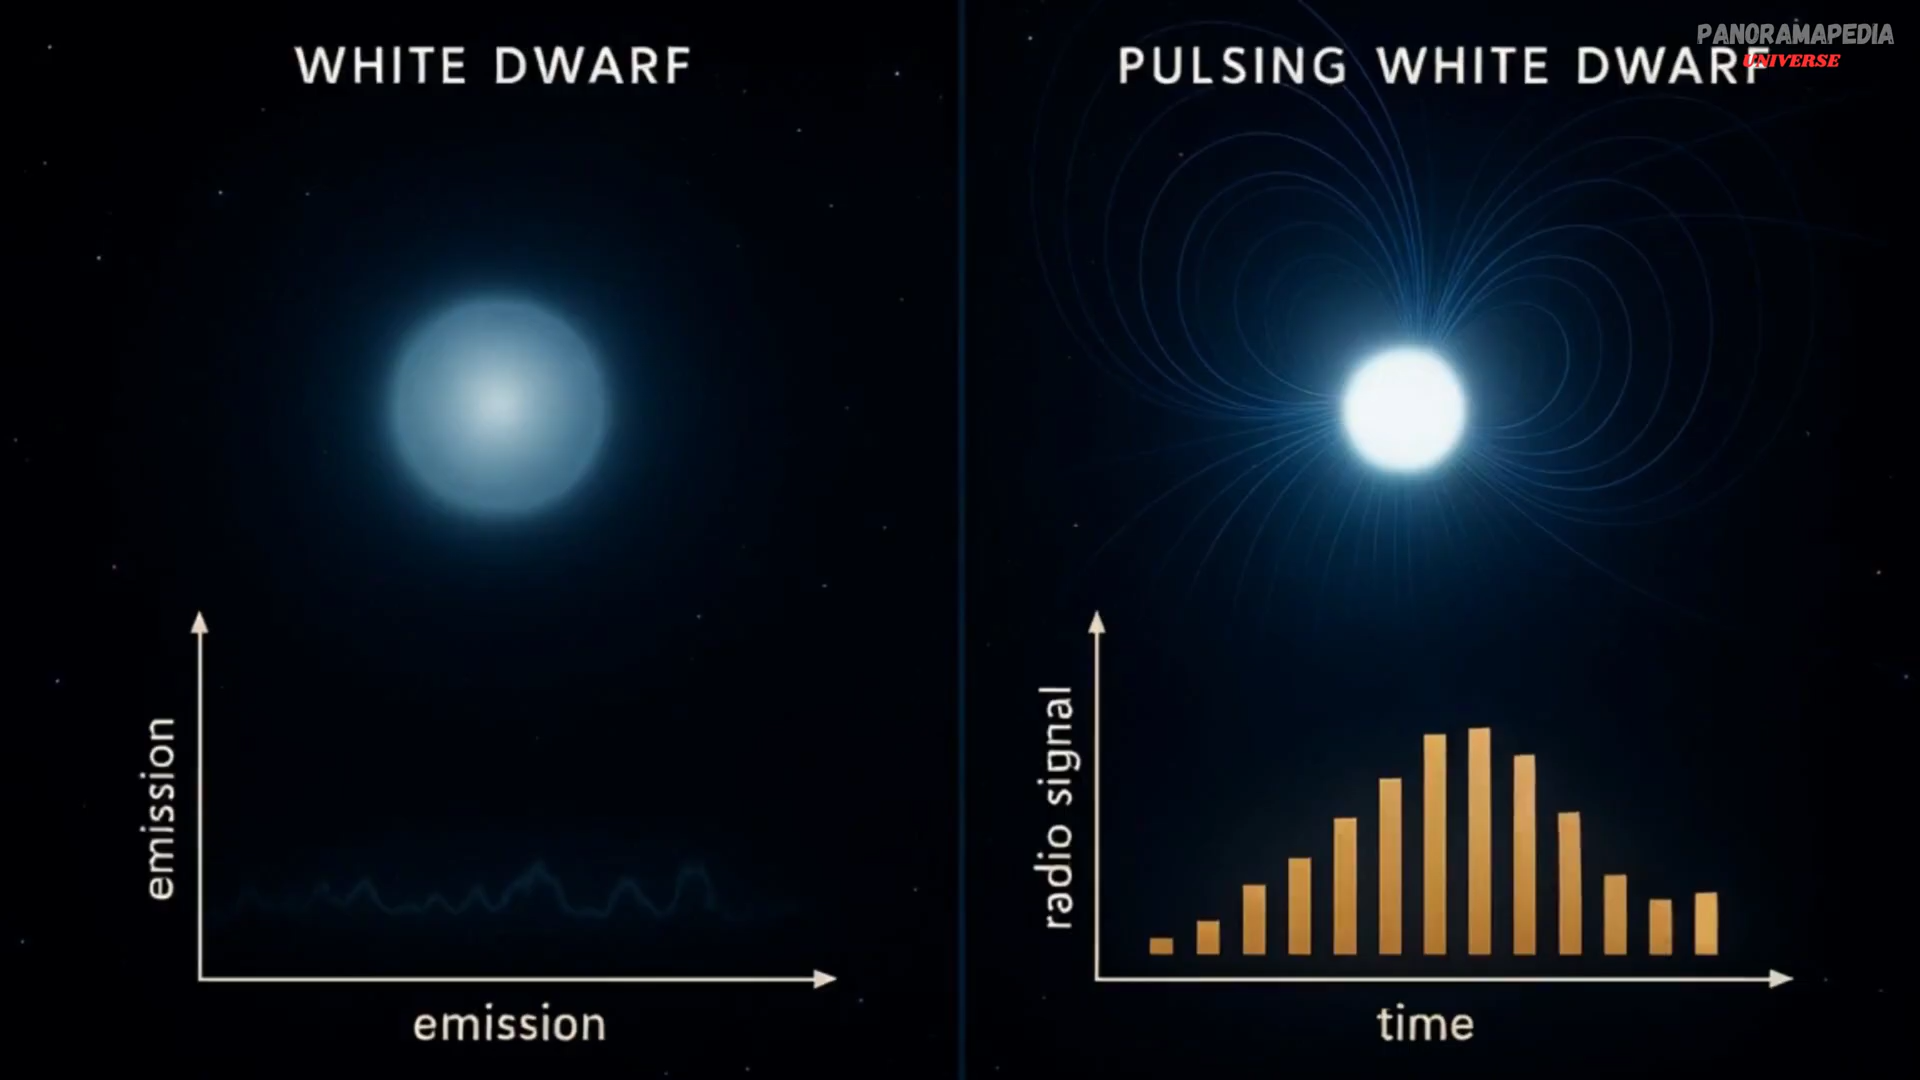 WHITE DWARF
PULSING WHITE DWARF
PANORAMAPEDIA
UNIVERSE
emission
emission
radio signal
time